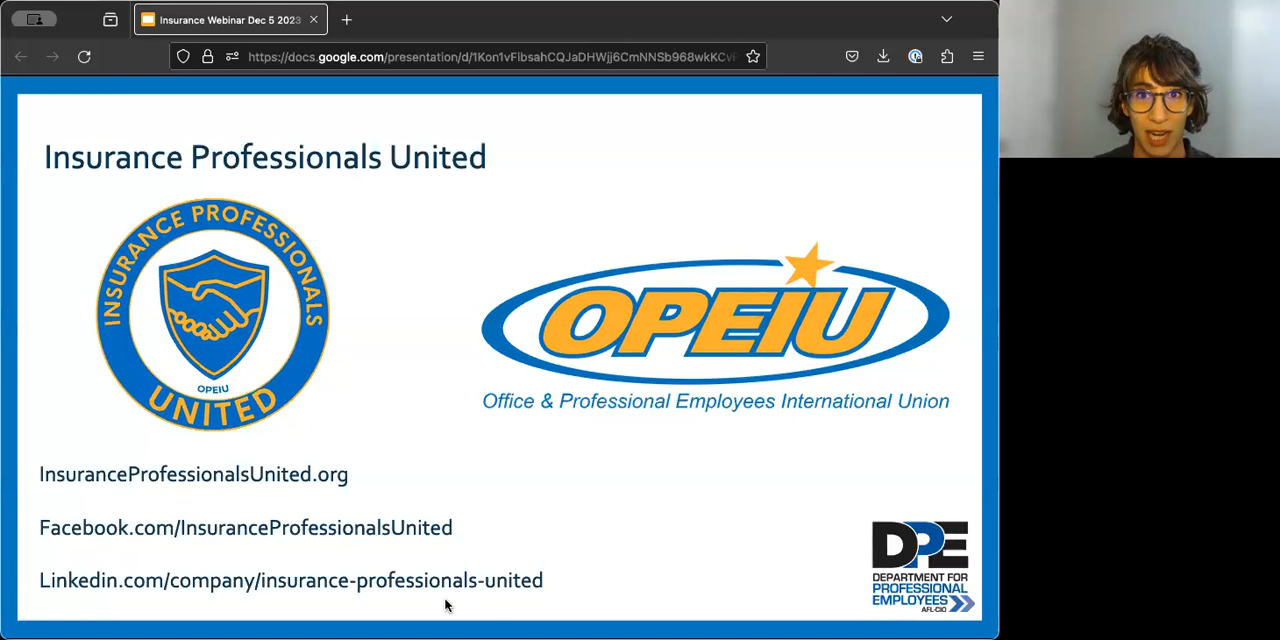 Insurance Webinar Dec 5 2023
https://docs.google.com/presentation/d/1Kon1vFlbsahCQJaDHWjj6CmNNSb968wkKCv
Insurance Professionals United
INSURANCE PROFESSIONALS
OPEIU
UNITED
OPEIU
Office & Professional Employees International Union
InsuranceProfessionalsUnited.org
Facebook.com/InsuranceProfessionalsUnited
Linkedin.com/company/insurance-professionals-united
DPE
DEPARTMENT FOR
PROFESSIONAL
EMPLOYEES
AFL-CIO